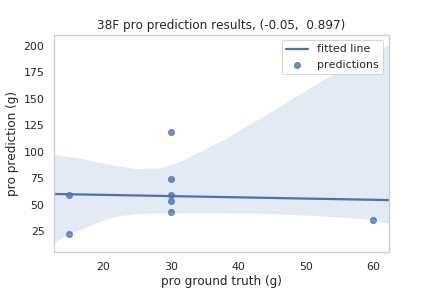 38F pro prediction results, (-0.05,  0.897)
fitted line
predictions
200
175
150
125
100
75
50
25
pro prediction (g)
20
30
40
50
60
pro ground truth (g)